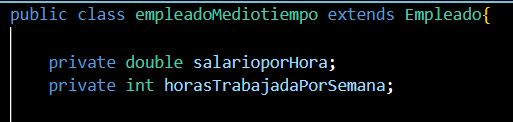 public class empleadoMediotiempo extends Empleado{
private double salarioporHora;
private int horasTrabajadaPorSemana;